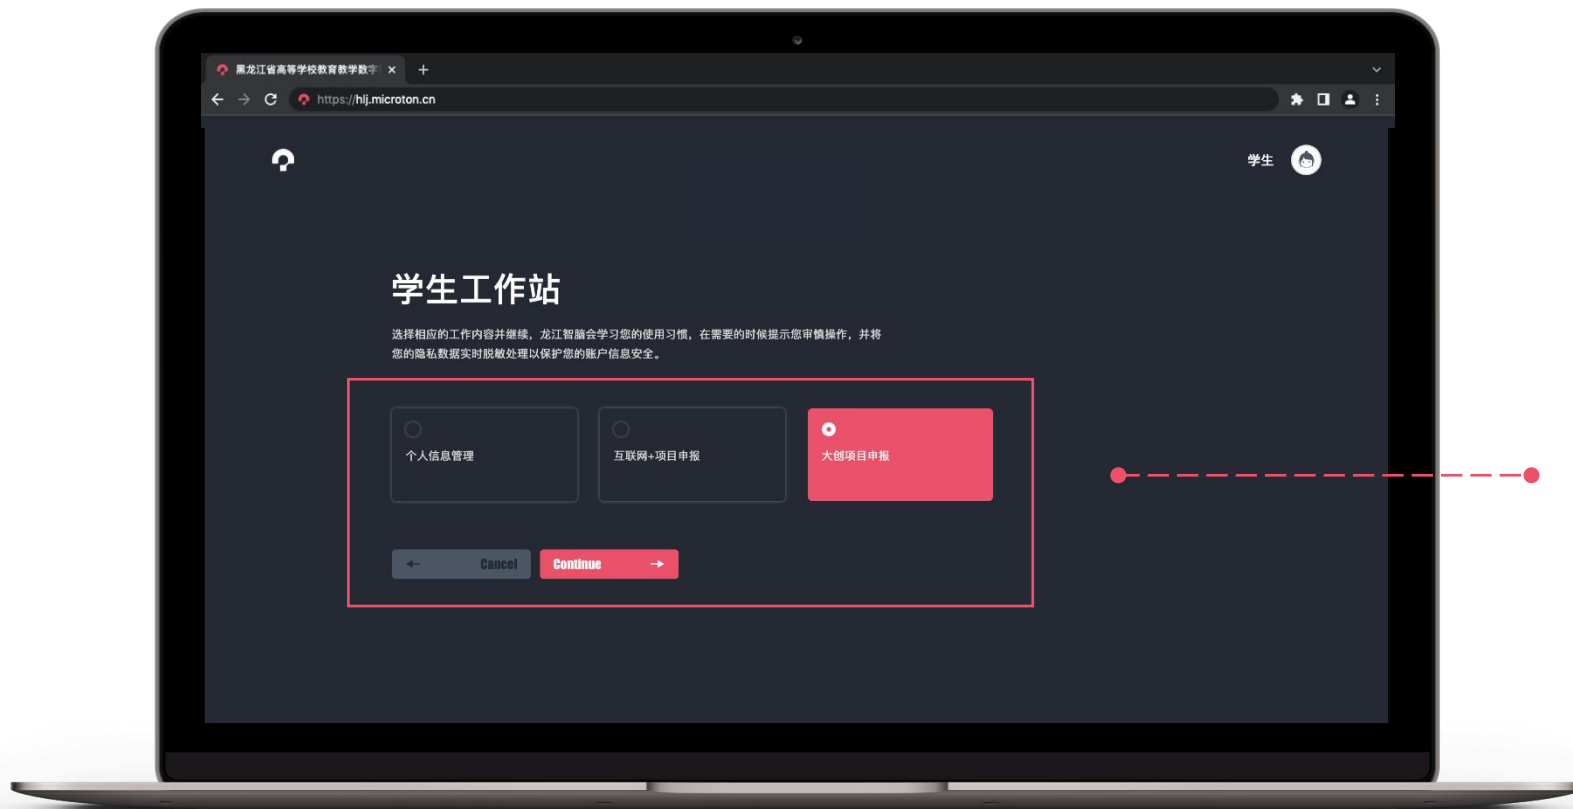 黑龙江省高等学校教育教学数字
https://hlj.microton.cn
学生
学生工作站
选择相应的工作内容并继续，龙江智脑会学习您的使用习惯，在需要的时候提示您审慎操作，并将
您的隐私数据实时脱敏处理以保护您的账户信息安全。
个人信息管理
互联网+项目申报
大创项目申报
Cancel
Continue